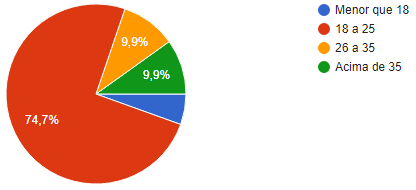 Menor que 18
18 a 25
26 a 35
Acima de 35
9,9%
9,9%
74,7%